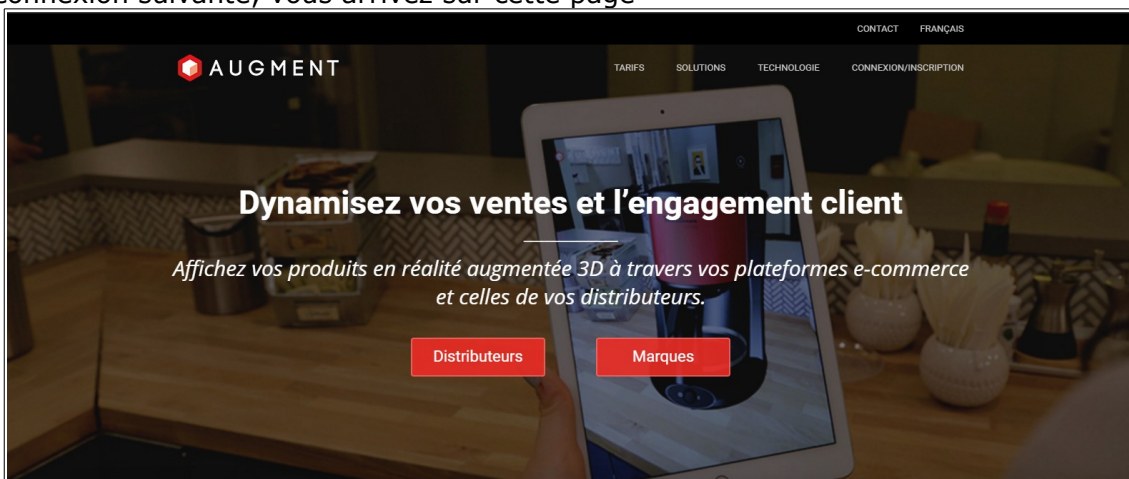 connexion suivante, vous arrivez sur cette page
CONTACT FRANÇAIS
AUGMENT
TARIFS SOLUTIONS TECHNOLOGIE CONNEXION/INSCRIPTION
Dynamisez vos ventes et l’engagement client
Affichez vos produits en réalité augmentée 3D à travers vos plateformes e-commerce
et celles de vos distributeurs.
Distributeurs Marques